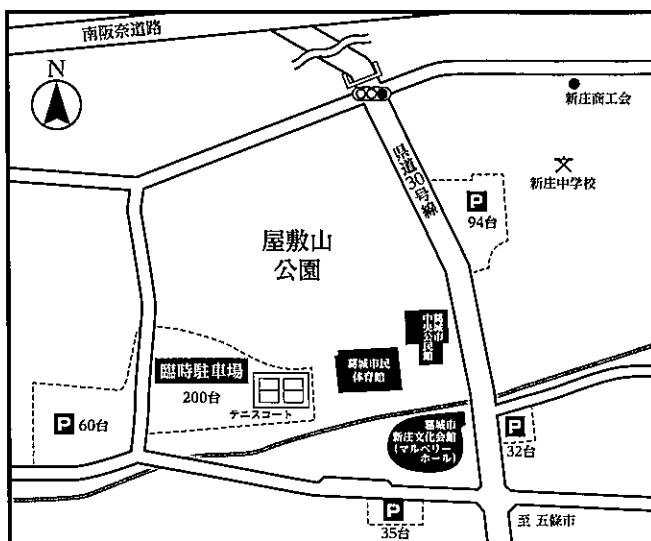 南阪奈道路
N
新庄商工会
県道30号線
新庄中学校
P
94台
屋敷山
公園
葛城市
中央公民館
葛城市民
体育館
臨時駐車場
200台
テニスコート
P 60台
葛城市
新庄文化会館
(マルベリー
ホール)
P
32台
P
35台
至 五條市